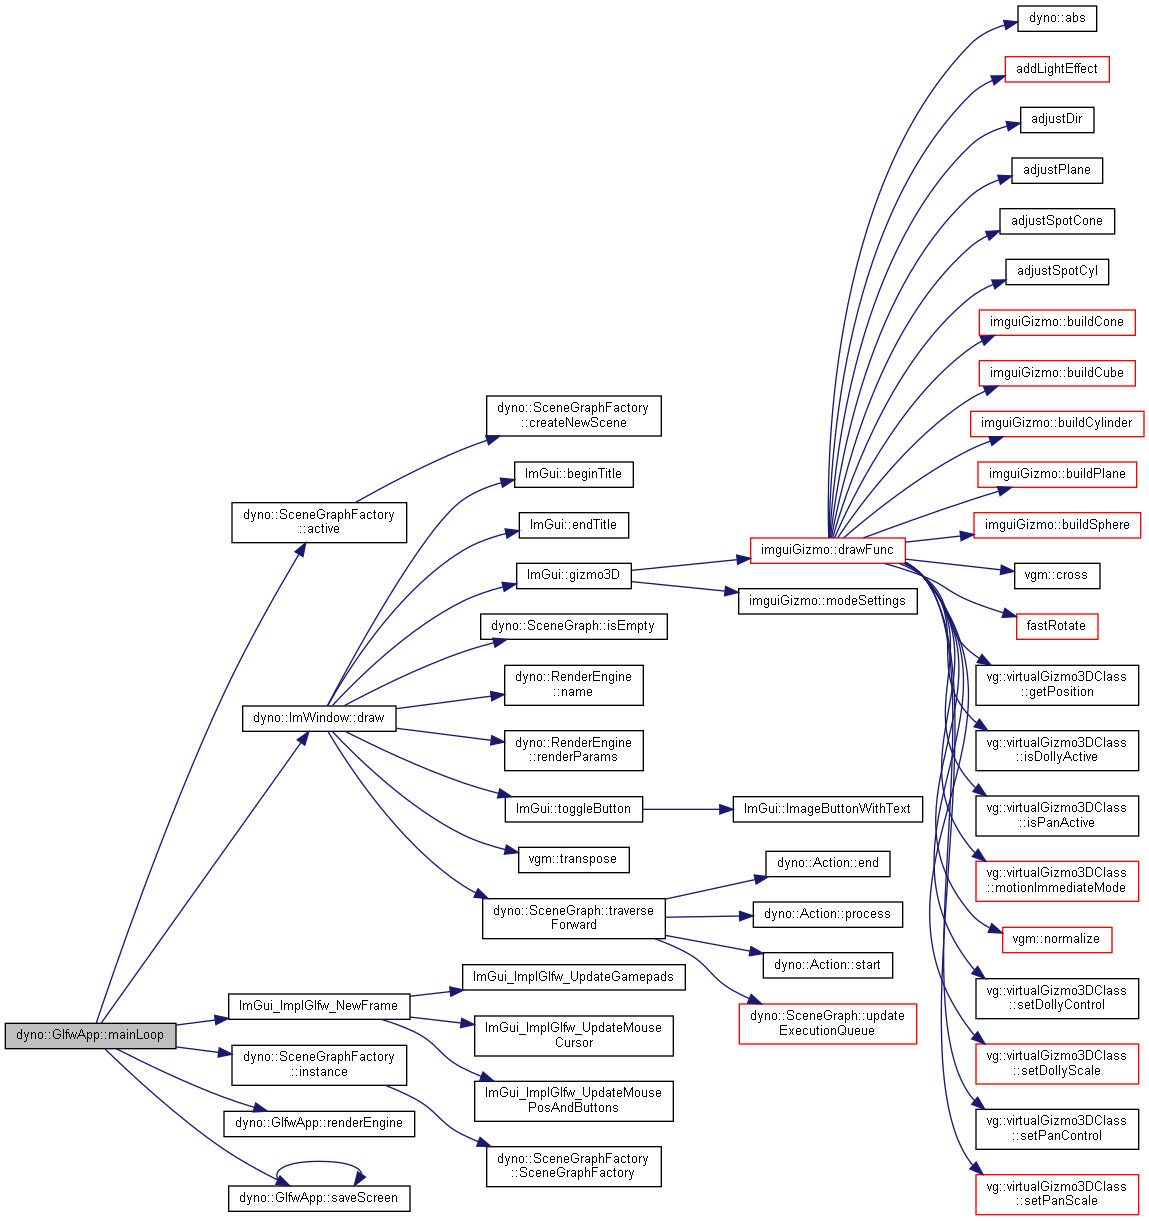 dyno::GlfwApp::mainLoop
dyno::SceneGraphFactory
::active
dyno::ImWindow::draw
ImGui_ImplGlfw_NewFrame
dyno::SceneGraphFactory
::instance
dyno::GlfwApp::renderEngine
dyno::GlfwApp::saveScreen
dyno::SceneGraphFactory
::createNewScene
ImGui::beginTitle
ImGui::endTitle
ImGui::gizmo3D
dyno::SceneGraph::isEmpty
dyno::RenderEngine
::name
dyno::RenderEngine
::renderParams
ImGui::toggleButton
vgm::transpose
dyno::SceneGraph::traverse
Forward
ImGui_ImplGlfw_UpdateGamepads
ImGui_ImplGlfw_UpdateMouse
Cursor
ImGui_ImplGlfw_UpdateMouse
PosAndButtons
dyno::SceneGraphFactory
::SceneGraphFactory
imguiGizmo::drawFunc
imguiGizmo::modeSettings
ImGui::ImageButtonWithText
dyno::Action::end
dyno::Action::process
dyno::Action::start
dyno::SceneGraph::update
ExecutionQueue
dyno::abs
addLightEffect
adjustDir
adjustPlane
adjustSpotCone
adjustSpotCyl
imguiGizmo::buildCone
imguiGizmo::buildCube
imguiGizmo::buildCylinder
imguiGizmo::buildPlane
imguiGizmo::buildSphere
vgm::cross
fastRotate
vg::virtualGizmo3DClass
::getPosition
vg::virtualGizmo3DClass
::isDollyActive
vg::virtualGizmo3DClass
::isPanActive
vg::virtualGizmo3DClass
::motionImmediateMode
vgm::normalize
vg::virtualGizmo3DClass
::setDollyControl
vg::virtualGizmo3DClass
::setDollyScale
vg::virtualGizmo3DClass
::setPanControl
vg::virtualGizmo3DClass
::setPanScale